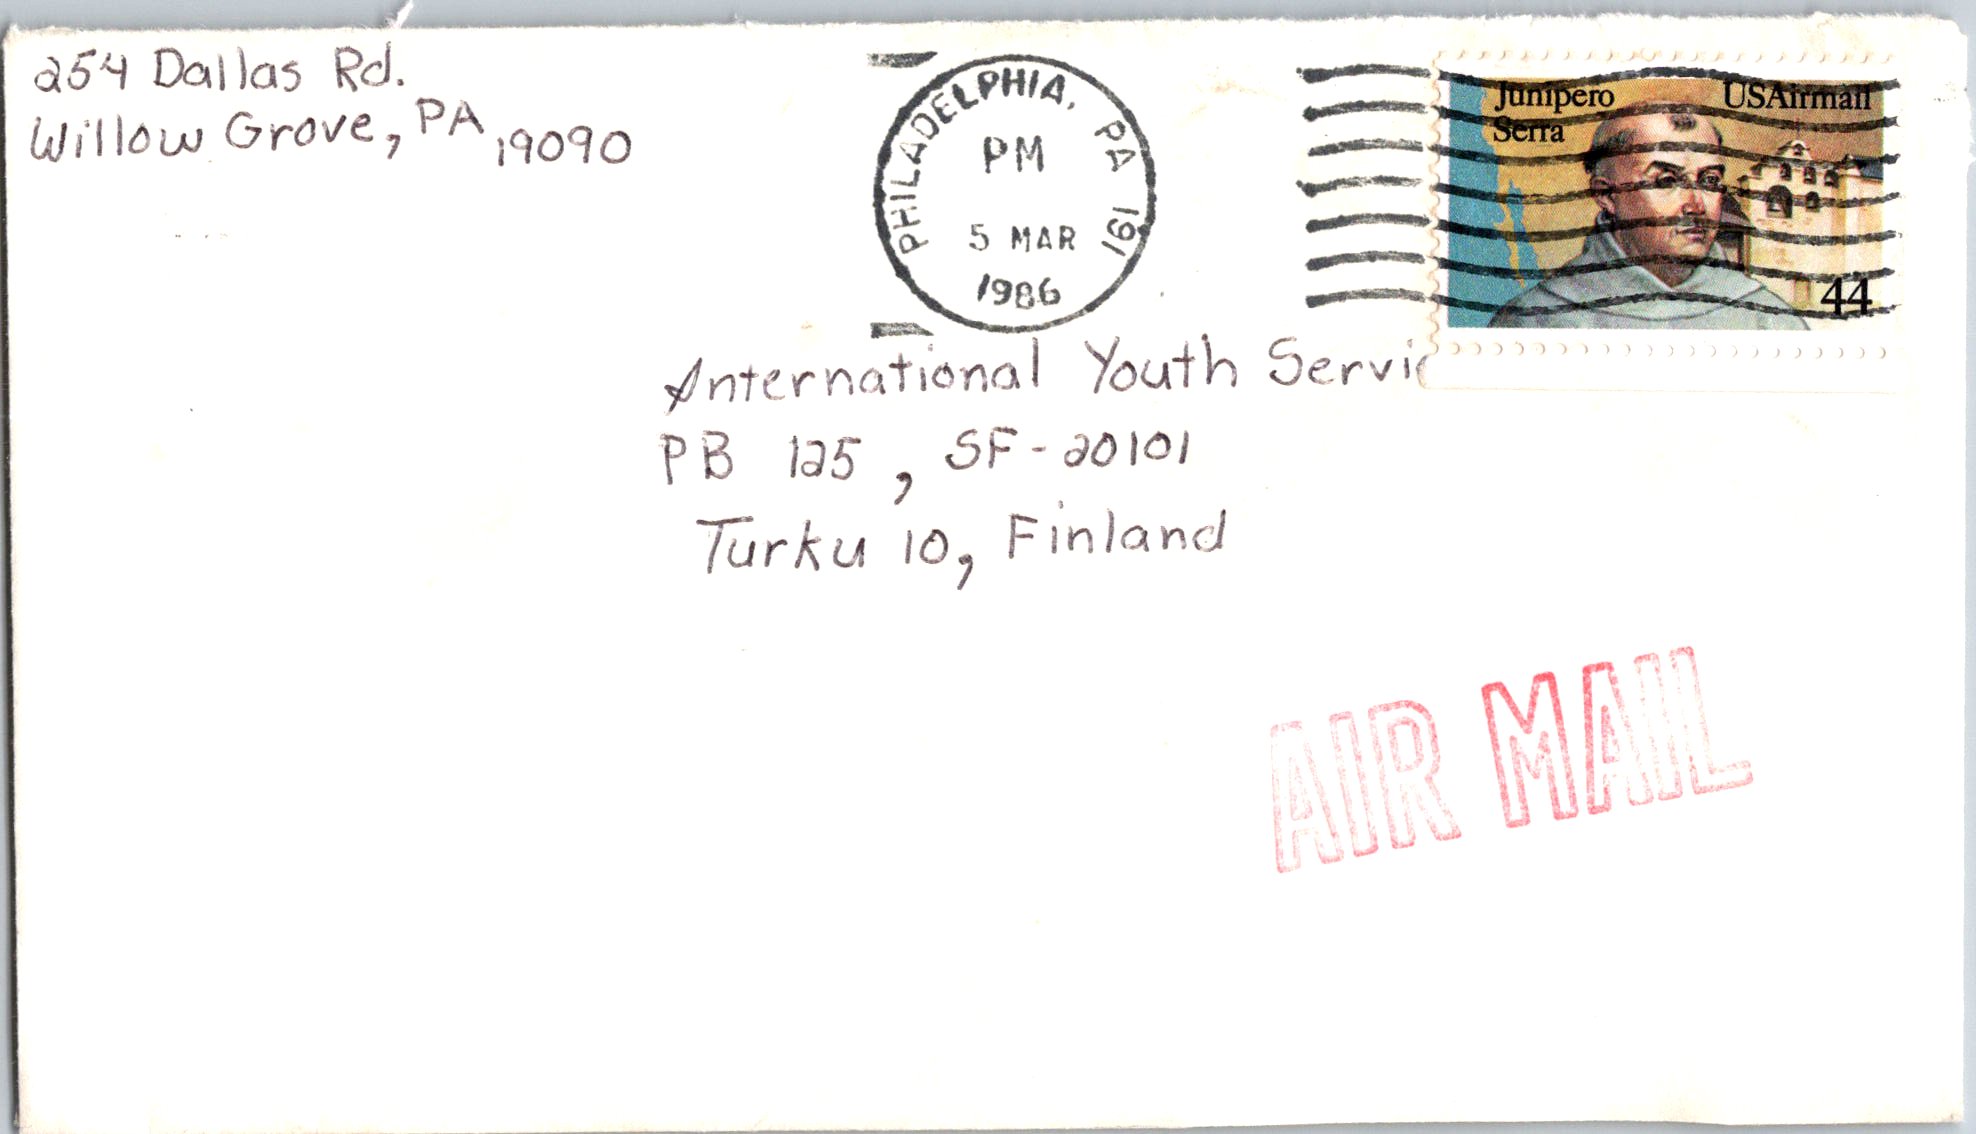 254 Dallas Rd.
Willow Grove, PA 19090
PHILADELPHIA, PA 191
PM
5 MAR
1986
Junipero
Serra
USAirmail
44
International Youth Servic
PB 125, SF-20101
Turku 10, Finland
AIR MAIL